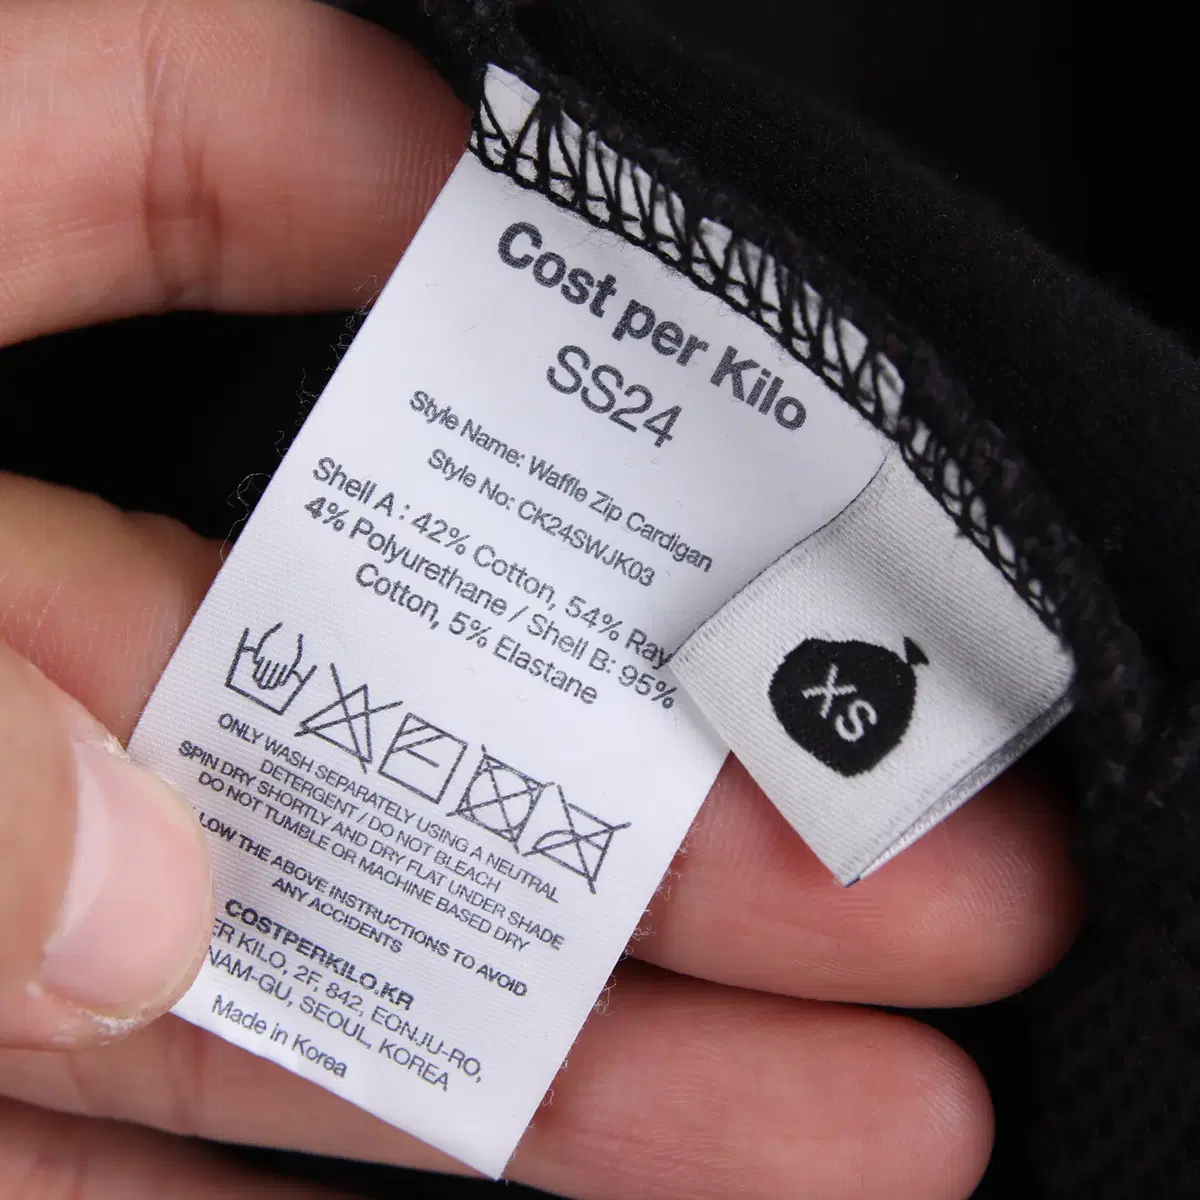 Cost per Kilo
SS24
Style Name: Waffle Zip Cardigan
Style No: CK24SWJK03
Shell A : 42% Cotton, 54% Ray
4% Polyurethane / Shell B: 95%
Cotton, 5% Elastane
XS
ONLY WASH SEPARATELY USING A NEUTRAL
DETERGENT / DO NOT BLEACH
SPIN DRY SHORTLY AND DRY FLAT UNDER SHADE
DO NOT TUMBLE OR MACHINE BASED DRY
LOW THE ABOVE INSTRUCTIONS TO AVOID
ANY ACCIDENTS
COSTPERKILO.KR
ER KILO, 2F, 842, EONJU-RO,
NAM-GU, SEOUL, KOREA
Made in Korea